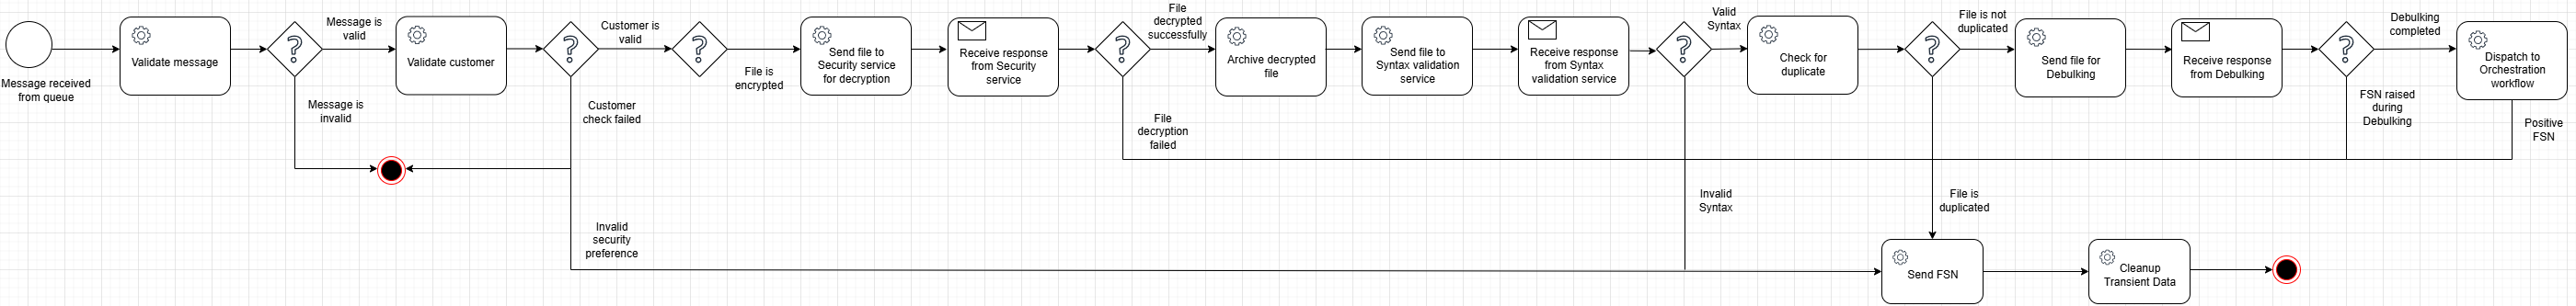 Message received
from queue
Validate message
Message is
valid
Message is
invalid
Validate customer
Customer is
valid
Customer
check failed
Invalid
security
preference
File is
encrypted
Send file to
Security service
for decryption
Receive response
from Security
service
File
decrypted
successfully
File
decryption
failed
Archive decrypted
file
Send file to
Syntax validation
service
Receive response
from Syntax
validation service
Valid
Syntax
Invalid
Syntax
Check for
duplicate
File is not
duplicated
File is
duplicated
Send file for
Debulking
Receive response
from Debulking
Debulking
completed
FSN raised
during
Debulking
Dispatch to
Orchestration
workflow
Positive
FSN
Send FSN
Cleanup
Transient Data